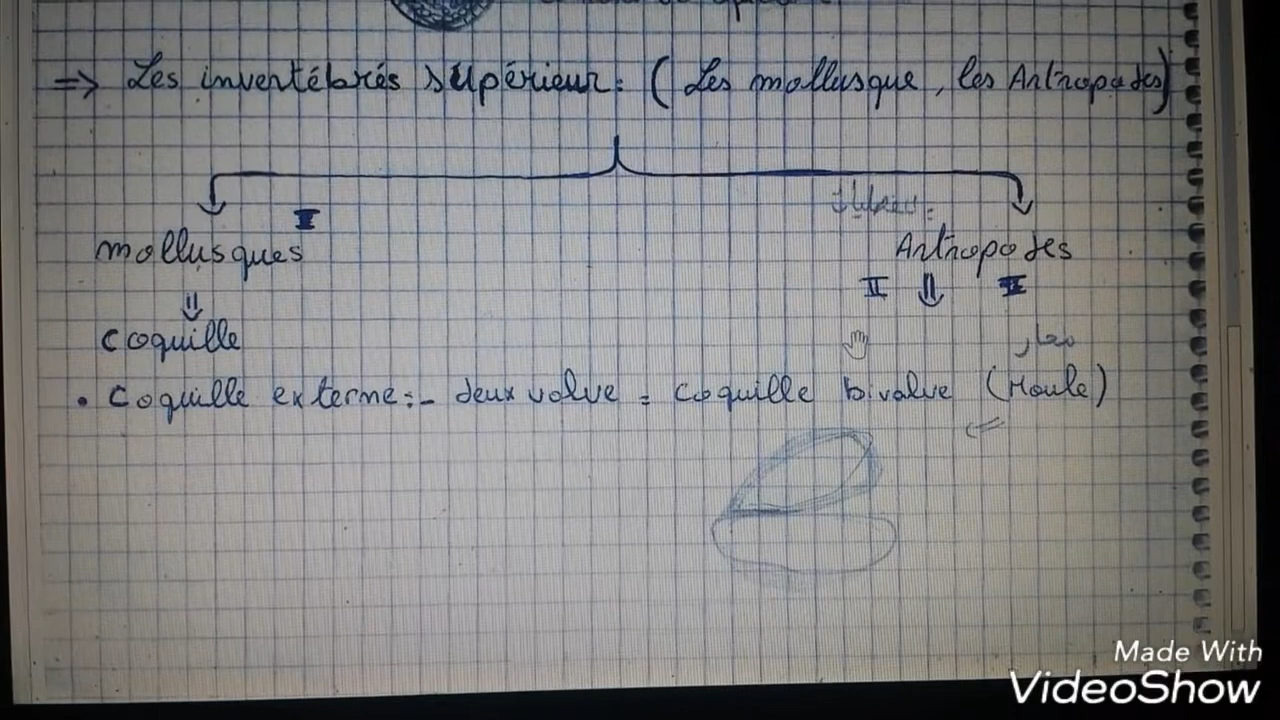 => Les invertébrés supérieur : ( Les mollusque , les Artropodes)
I
mollusques Artropodes
II I
coquille محار
• coquille externe :- deux valve = coquille bivalve (Moule)
Made With
VideoShow